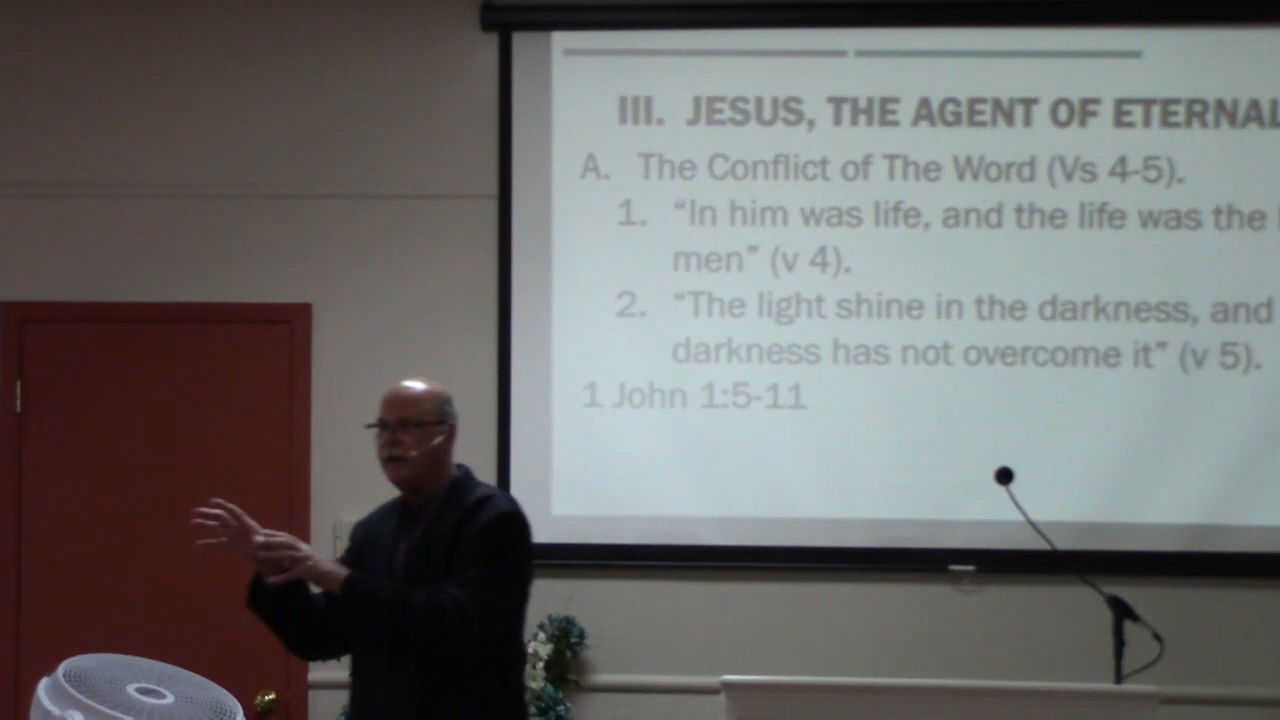 III. JESUS, THE AGENT OF ETERNAL
A. The Conflict of The Word (Vs 4-5).
1. “In him was life, and the life was the
men” (v 4).
2. “The light shine in the darkness, and
darkness has not overcome it” (v 5).
1 John 1:5-11